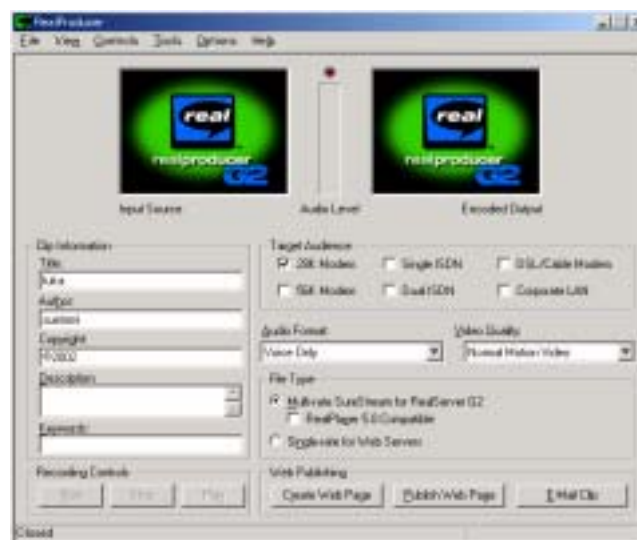 RealProducer
File View Controls Tools Options Help
real real
realproducer realproducer
G2 G2
Input Source Audio Level Encoded Output
Clip Information
Title:
Author:
Copyright:
©2002
Description:
Keywords:
Recording Controls
Start Stop Play
Target Audience
28K Modem Single ISDN DSL/Cable Modem
56K Modem Dual ISDN Corporate LAN
Audio Format: Video Quality:
Voice Only Normal Motion Video
File Type
Multi-rate SureStream for RealServer G2
RealPlayer 5.0 Compatible
Single-rate for Web Servers
Web Publishing
Create Web Page Publish Web Page E-Mail Clip
Closed